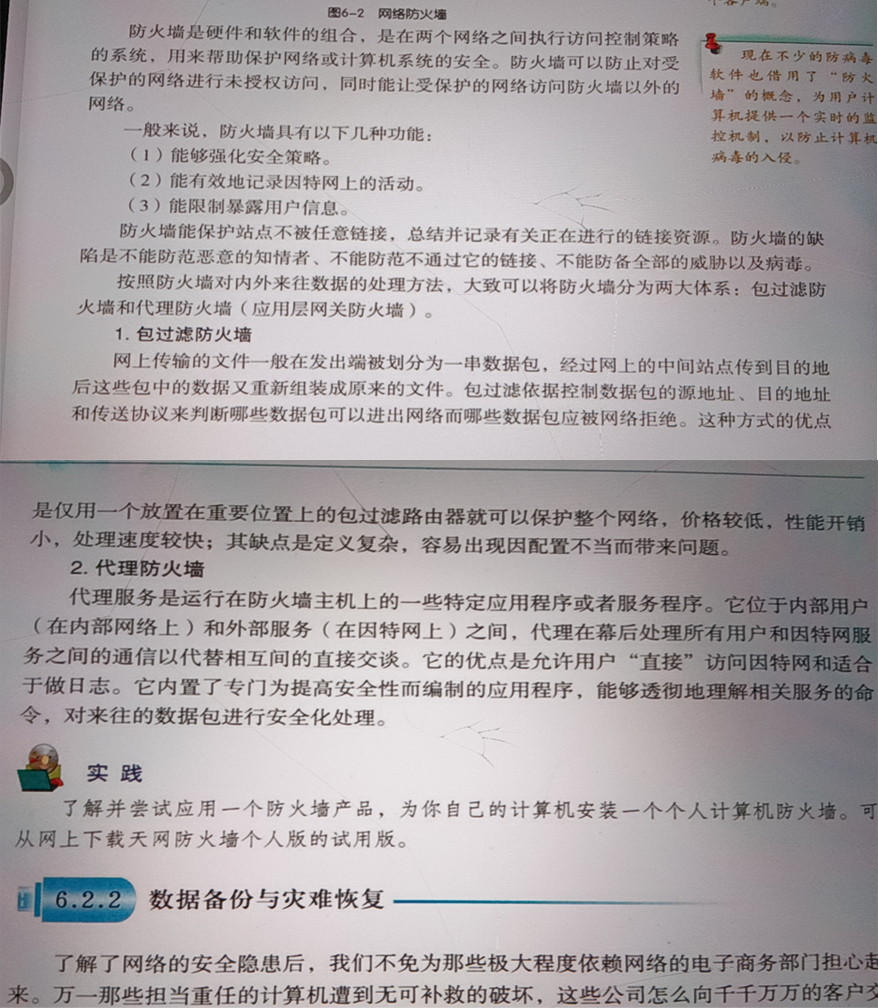 图6-2 网络防火墙
防火墙是硬件和软件的组合，是在两个网络之间执行访问控制策略
的系统，用来帮助保护网络或计算机系统的安全。防火墙可以防止对受
保护的网络进行未授权访问，同时能让受保护的网络访问防火墙以外的
网络。
一般来说，防火墙具有以下几种功能：
（1）能够强化安全策略。
（2）能有效地记录因特网上的活动。
（3）能限制暴露用户信息。
现在不少的防病毒
软件也借用了“防火
墙”的概念，为用户计
算机提供一个实时的监
控机制，以防止计算机
病毒的入侵。
防火墙能保护站点不被任意链接，总结并记录有关正在进行的链接资源。防火墙的缺
陷是不能防范恶意的知情者、不能防范不通过它的链接、不能防备全部的威胁以及病毒。
按照防火墙对内外来往数据的处理方法，大致可以将防火墙分为两大体系：包过滤防
火墙和代理防火墙（应用层网关防火墙）。
1. 包过滤防火墙
网上传输的文件一般在发出端被划分为一串数据包，经过网上的中间站点传到目的地
后这些包中的数据又重新组装成原来的文件。包过滤依据控制数据包的源地址、目的地址
和传送协议来判断哪些数据包可以进出网络而哪些数据包应被网络拒绝。这种方式的优点
是仅用一个放置在重要位置上的包过滤路由器就可以保护整个网络，价格较低，性能开销
小，处理速度较快；其缺点是定义复杂，容易出现因配置不当而带来问题。
2. 代理防火墙
代理服务是运行在防火墙主机上的一些特定应用程序或者服务程序。它位于内部用户
（在内部网络上）和外部服务（在因特网上）之间，代理在幕后处理所有用户和因特网服
务之间的通信以代替相互间的直接交谈。它的优点是允许用户“直接”访问因特网和适合
于做日志。它内置了专门为提高安全性而编制的应用程序，能够透彻地理解相关服务的命
令，对来往的数据包进行安全化处理。
实践
了解并尝试应用一个防火墙产品，为你自己的计算机安装一个个人计算机防火墙。可
从网上下载天网防火墙个人版的试用版。
6.2.2 数据备份与灾难恢复
了解了网络的安全隐患后，我们不免为那些极大程度依赖网络的电子商务部门担心起
来。万一那些担当重任的计算机遭到无可补救的破坏，这些公司怎么向千千万万的客户交